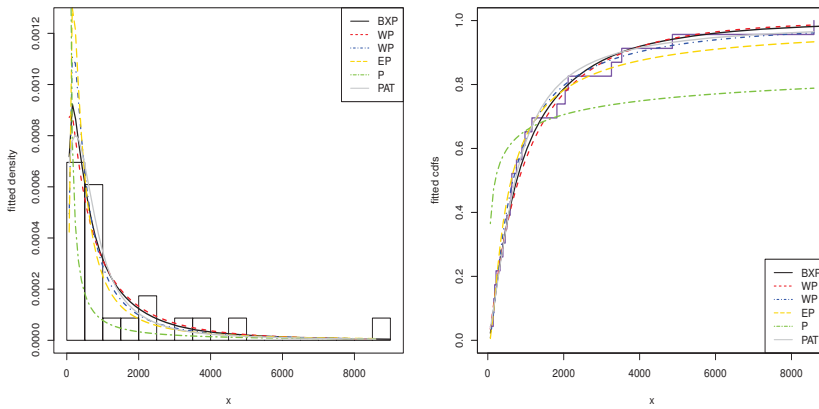 fitted density
0.0012
0.0010
0.0008
0.0006
0.0004
0.0002
0.0000
0 2000 4000 6000 8000
x
BXP
WP
WP
EP
P
PAT
fitted cdfs
1.0
0.8
0.6
0.4
0.2
0.0
0 2000 4000 6000 8000
x
BXP
WP
WP
EP
P
PAT